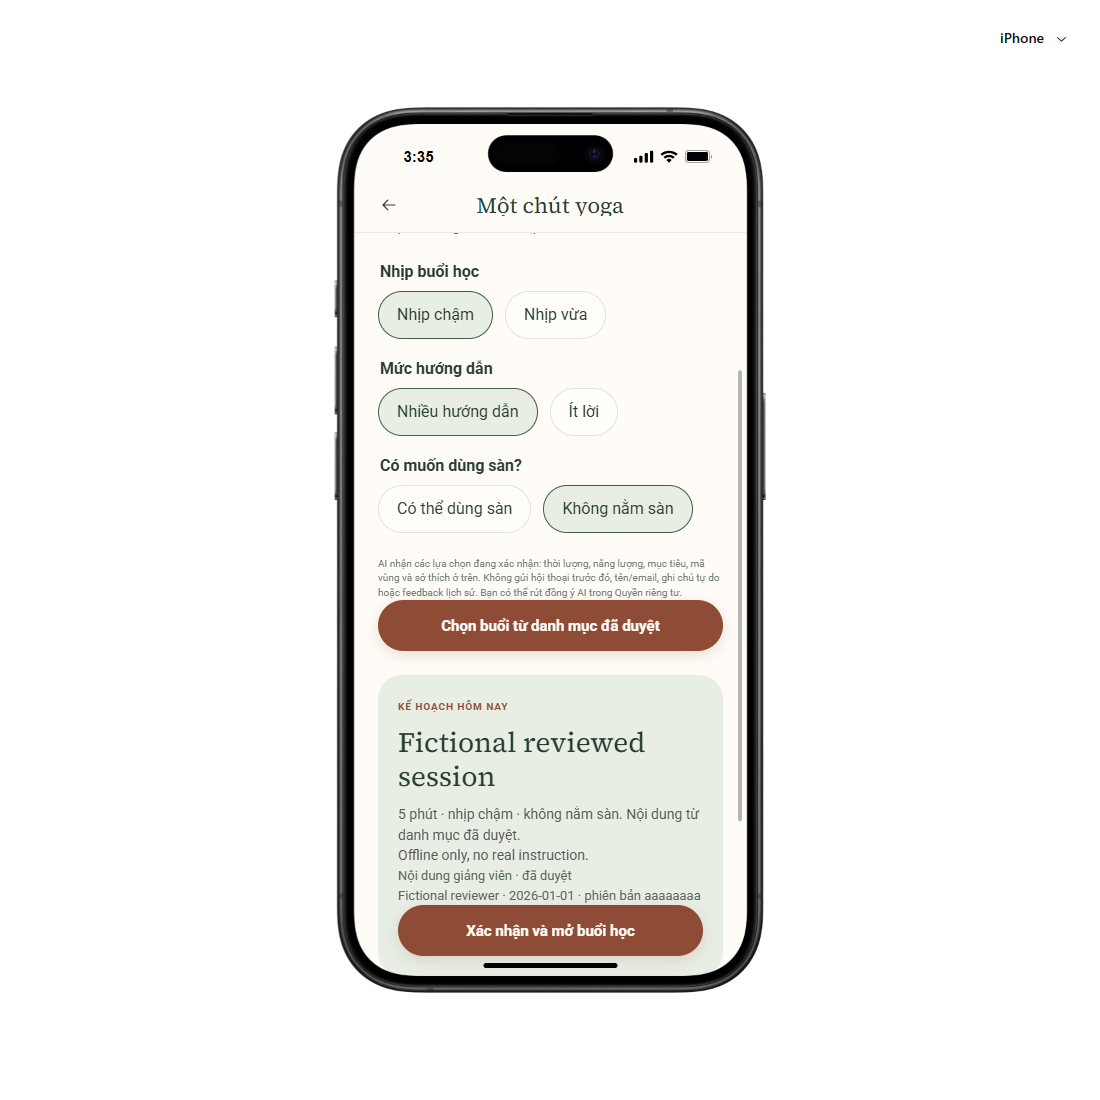 iPhone
3:35
Một chút yoga
Nhịp buổi học
Nhịp chậm
Nhịp vừa
Mức hướng dẫn
Nhiều hướng dẫn
Ít lời
Có muốn dùng sàn?
Có thể dùng sàn
Không nằm sàn
AI nhận các lựa chọn đang xác nhận: thời lượng, năng lượng, mục tiêu, mã
vùng và sở thích ở trên. Không gửi hội thoại trước đó, tên/email, ghi chú tự do
hoặc feedback lịch sử. Bạn có thể rút đồng ý AI trong Quyền riêng tư.
Chọn buổi từ danh mục đã duyệt
KẾ HOẠCH HÔM NAY
Fictional reviewed
session
5 phút · nhịp chậm · không nằm sàn. Nội dung từ
danh mục đã duyệt.
Offline only, no real instruction.
Nội dung giảng viên · đã duyệt
Fictional reviewer · 2026-01-01 · phiên bản aaaaaaaa
Xác nhận và mở buổi học